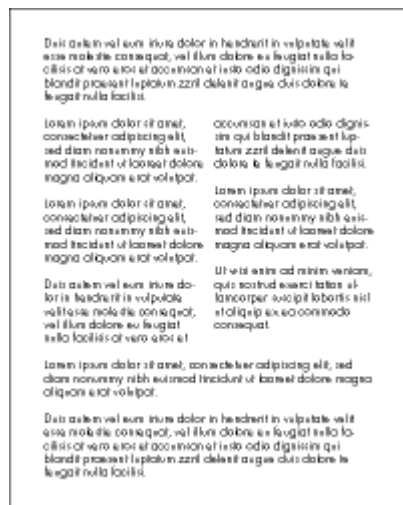 Duis autem vel eum iriure dolor in hendrerit in vulputate velit
esse molestie consequat, vel illum dolore eu feugiat nulla fa-
cilisis at vero eros et accumsan et iusto odio dignissim qui
blandit praesent luptatum zzril delenit augue duis dolore te
feugait nulla facilisi.
Lorem ipsum dolor sit amet,
consectetuer adipiscing elit,
sed diam nonummy nibh euis-
mod tincidunt ut laoreet dolore
magna aliquam erat volutpat.
Lorem ipsum dolor sit amet,
consectetuer adipiscing elit,
sed diam nonummy nibh euis-
mod tincidunt ut laoreet dolore
magna aliquam erat volutpat.
Duis autem vel eum iriure do-
lor in hendrerit in vulputate
velit esse molestie consequat,
vel illum dolore eu feugiat
nulla facilisis at vero eros et
accumsan et iusto odio dignis-
sim qui blandit praesent lup-
tatum zzril delenit augue duis
dolore te feugait nulla facilisi.
Lorem ipsum dolor sit amet,
consectetuer adipiscing elit,
sed diam nonummy nibh euis-
mod tincidunt ut laoreet dolore
magna aliquam erat volutpat.
Ut wisi enim ad minim veniam,
quis nostrud exerci tation ul-
lamcorper suscipit lobortis nisl
ut aliquip ex ea commodo
consequat.
Lorem ipsum dolor sit amet, consectetuer adipiscing elit, sed
diam nonummy nibh euismod tincidunt ut laoreet dolore magna
aliquam erat volutpat.
Duis autem vel eum iriure dolor in hendrerit in vulputate velit
esse molestie consequat, vel illum dolore eu feugiat nulla fa-
cilisis at vero eros et accumsan et iusto odio dignissim qui
blandit praesent luptatum zzril delenit augue duis dolore te
feugait nulla facilisi.